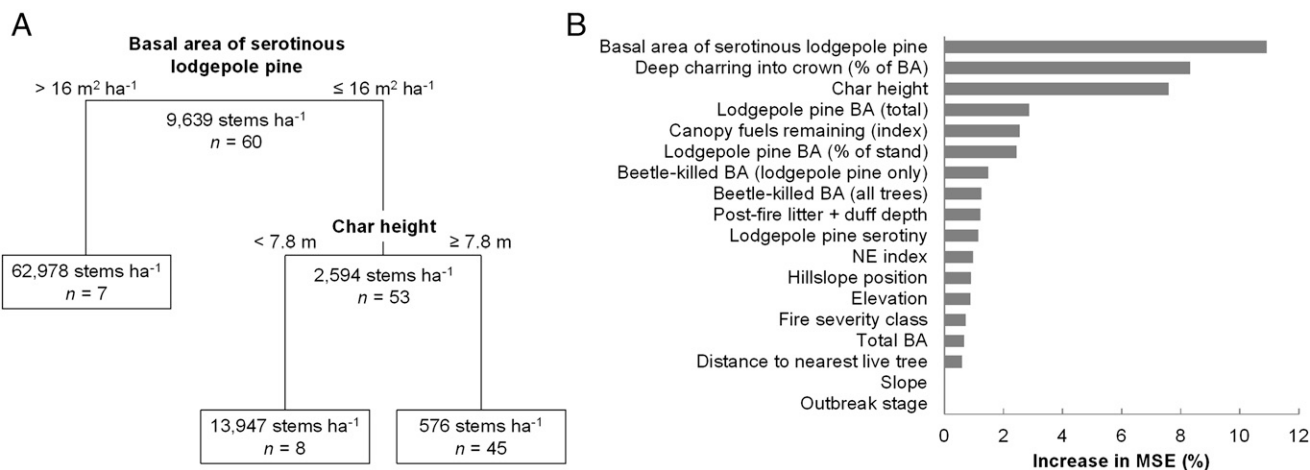 A
Basal area of serotinous
lodgepole pine
> 16 m² ha⁻¹
≤ 16 m² ha⁻¹
9,639 stems ha⁻¹
n = 60
Char height
< 7.8 m
≥ 7.8 m
62,978 stems ha⁻¹
n = 7
2,594 stems ha⁻¹
n = 53
13,947 stems ha⁻¹
n = 8
576 stems ha⁻¹
n = 45
B
Basal area of serotinous lodgepole pine
Deep charring into crown (% of BA)
Char height
Lodgepole pine BA (total)
Canopy fuels remaining (index)
Lodgepole pine BA (% of stand)
Beetle-killed BA (lodgepole pine only)
Beetle-killed BA (all trees)
Post-fire litter + duff depth
Lodgepole pine serotiny
NE index
Hillslope position
Elevation
Fire severity class
Total BA
Distance to nearest live tree
Slope
Outbreak stage
0 2 4 6 8 10 12
Increase in MSE (%)